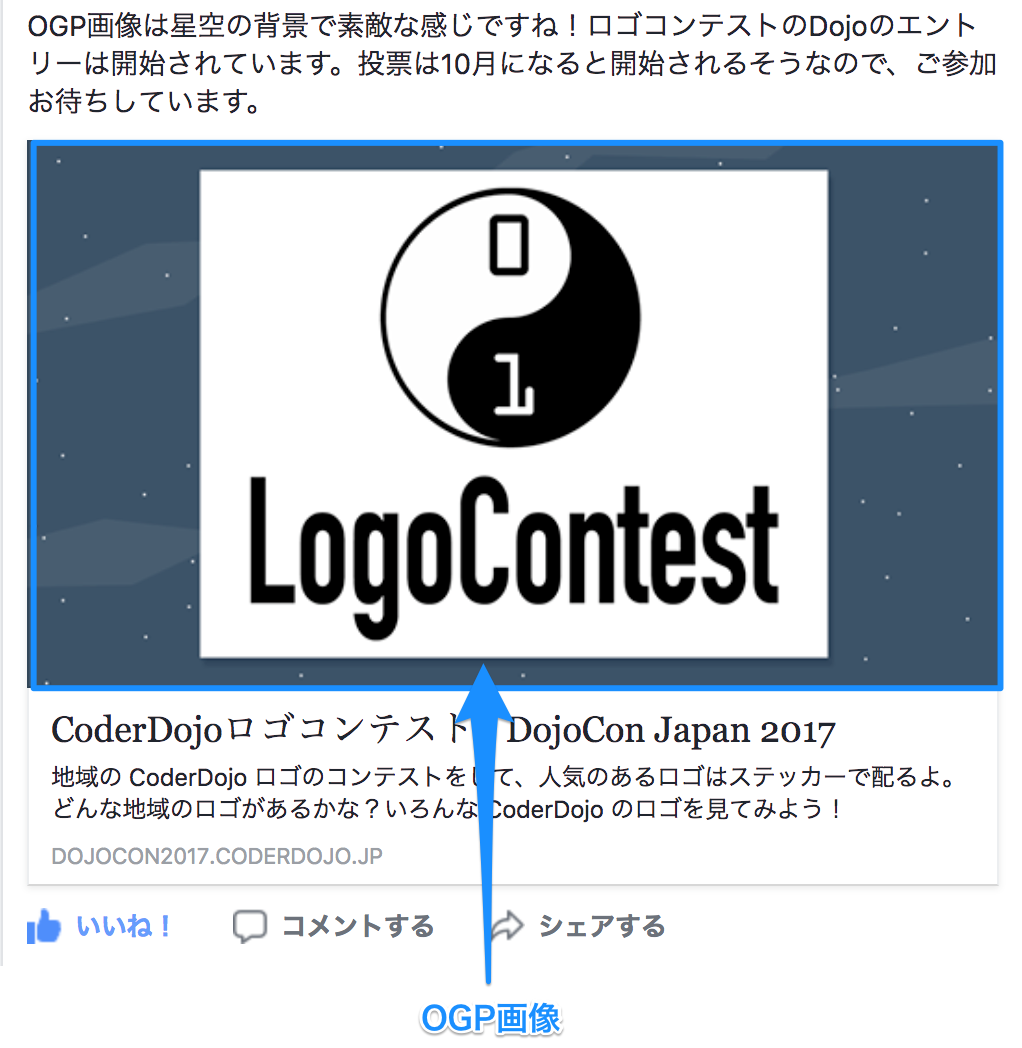 OGP画像は星空の背景で素敵な感じですね！ロゴコンテストのDojoのエント
リーは開始されています。投票は10月になると開始されるそうなので、ご参加
お待ちしています。
0
1
LogoContest
CoderDojoロゴコンテスト DojoCon Japan 2017
地域の CoderDojo ロゴのコンテストをして、人気のあるロゴはステッカーで配るよ。
どんな地域のロゴがあるかな？いろんな CoderDojo のロゴを見てみよう！
DOJOCON2017.CODERDOJO.JP
いいね！ コメントする シェアする
OGP画像